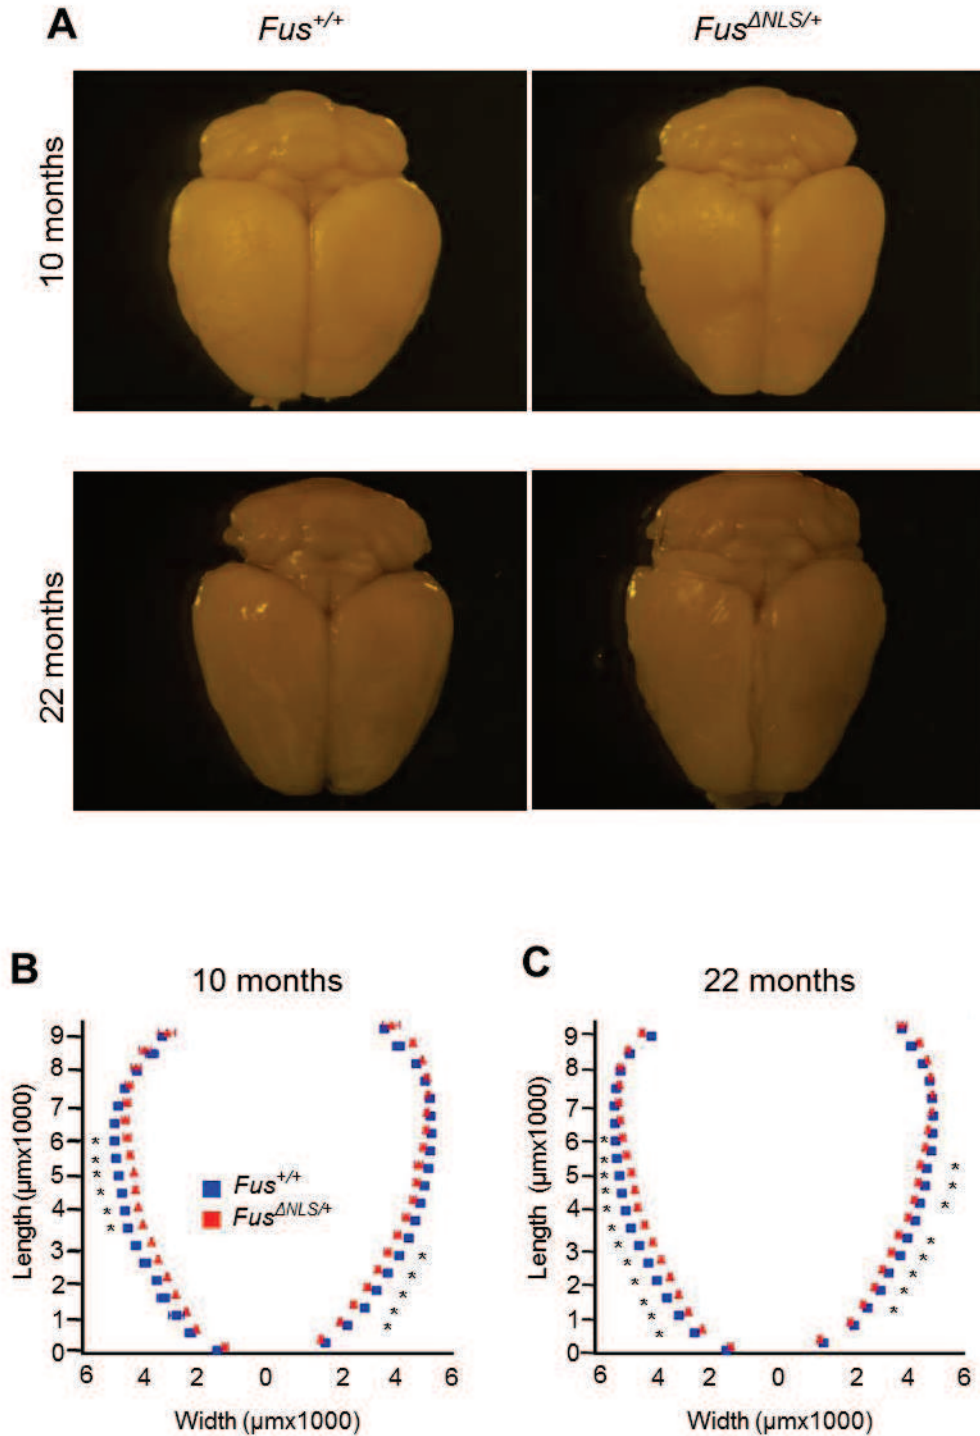 A
Fus+/+
FusΔNLS/+
10 months
22 months
B
10 months
C
22 months
Length (µmx1000)
9
8
7
6
5
4
3
2
1
0
* * * * * *
* * * * *
Fus+/+
FusΔNLS/+
6 4 2 0 2 4 6
Width (µmx1000)
Length (µmx1000)
9
8
7
6
5
4
3
2
1
0
6 4 2 0 2 4 6
Width (µmx1000)